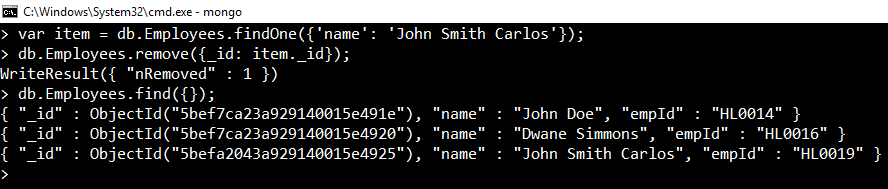 C:\Windows\System32\cmd.exe - mongo
> var item = db.Employees.findOne({'name': 'John Smith Carlos'});
> db.Employees.remove({_id: item._id});
WriteResult({ "nRemoved" : 1 })
> db.Employees.find({});
{ "_id" : ObjectId("5bef7ca23a929140015e491e"), "name" : "John Doe", "empId" : "HL0014" }
{ "_id" : ObjectId("5bef7ca23a929140015e4920"), "name" : "Dwane Simmons", "empId" : "HL0016" }
{ "_id" : ObjectId("5befa2043a929140015e4925"), "name" : "John Smith Carlos", "empId" : "HL0019" }
>